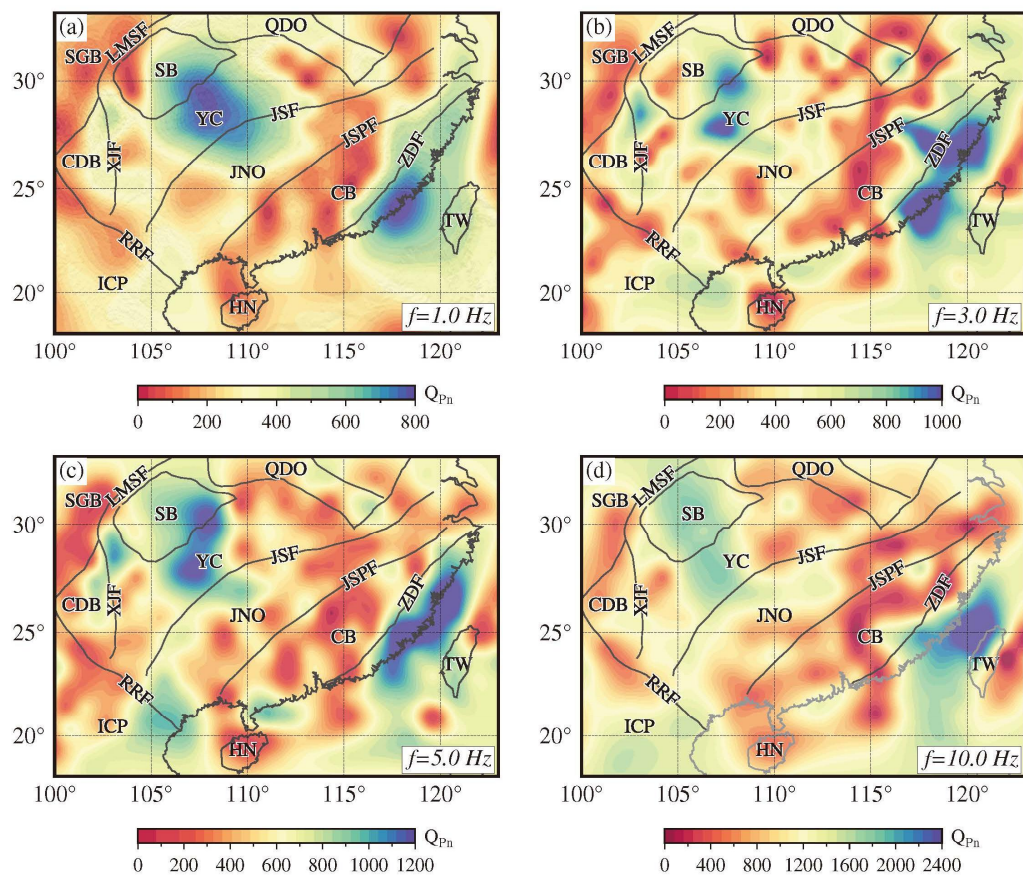 (a)
QDO
SGB
LMSF
SB
30°
YC
JSF
JSPF
CDB
XJF
JNO
ZDF
25°
CB
TW
RRF
ICP
20°
HN
f=1.0 Hz
100° 105° 110° 115° 120°
Q_Pn
0 200 400 600 800
(b)
QDO
SGB
LMSF
SB
30°
YC
JSF
JSPF
CDB
XJF
JNO
ZDF
25°
CB
TW
RRF
ICP
20°
HN
f=3.0 Hz
100° 105° 110° 115° 120°
Q_Pn
0 200 400 600 800 1000
(c)
QDO
SGB
LMSF
SB
30°
YC
JSF
JSPF
CDB
XJF
JNO
ZDF
25°
CB
TW
RRF
ICP
20°
HN
f=5.0 Hz
100° 105° 110° 115° 120°
Q_Pn
0 200 400 600 800 1000 1200
(d)
QDO
SGB
LMSF
SB
30°
YC
JSF
JSPF
CDB
XJF
JNO
ZDF
25°
CB
TW
RRF
ICP
20°
HN
f=10.0 Hz
100° 105° 110° 115° 120°
Q_Pn
0 400 800 1200 1600 2000 2400